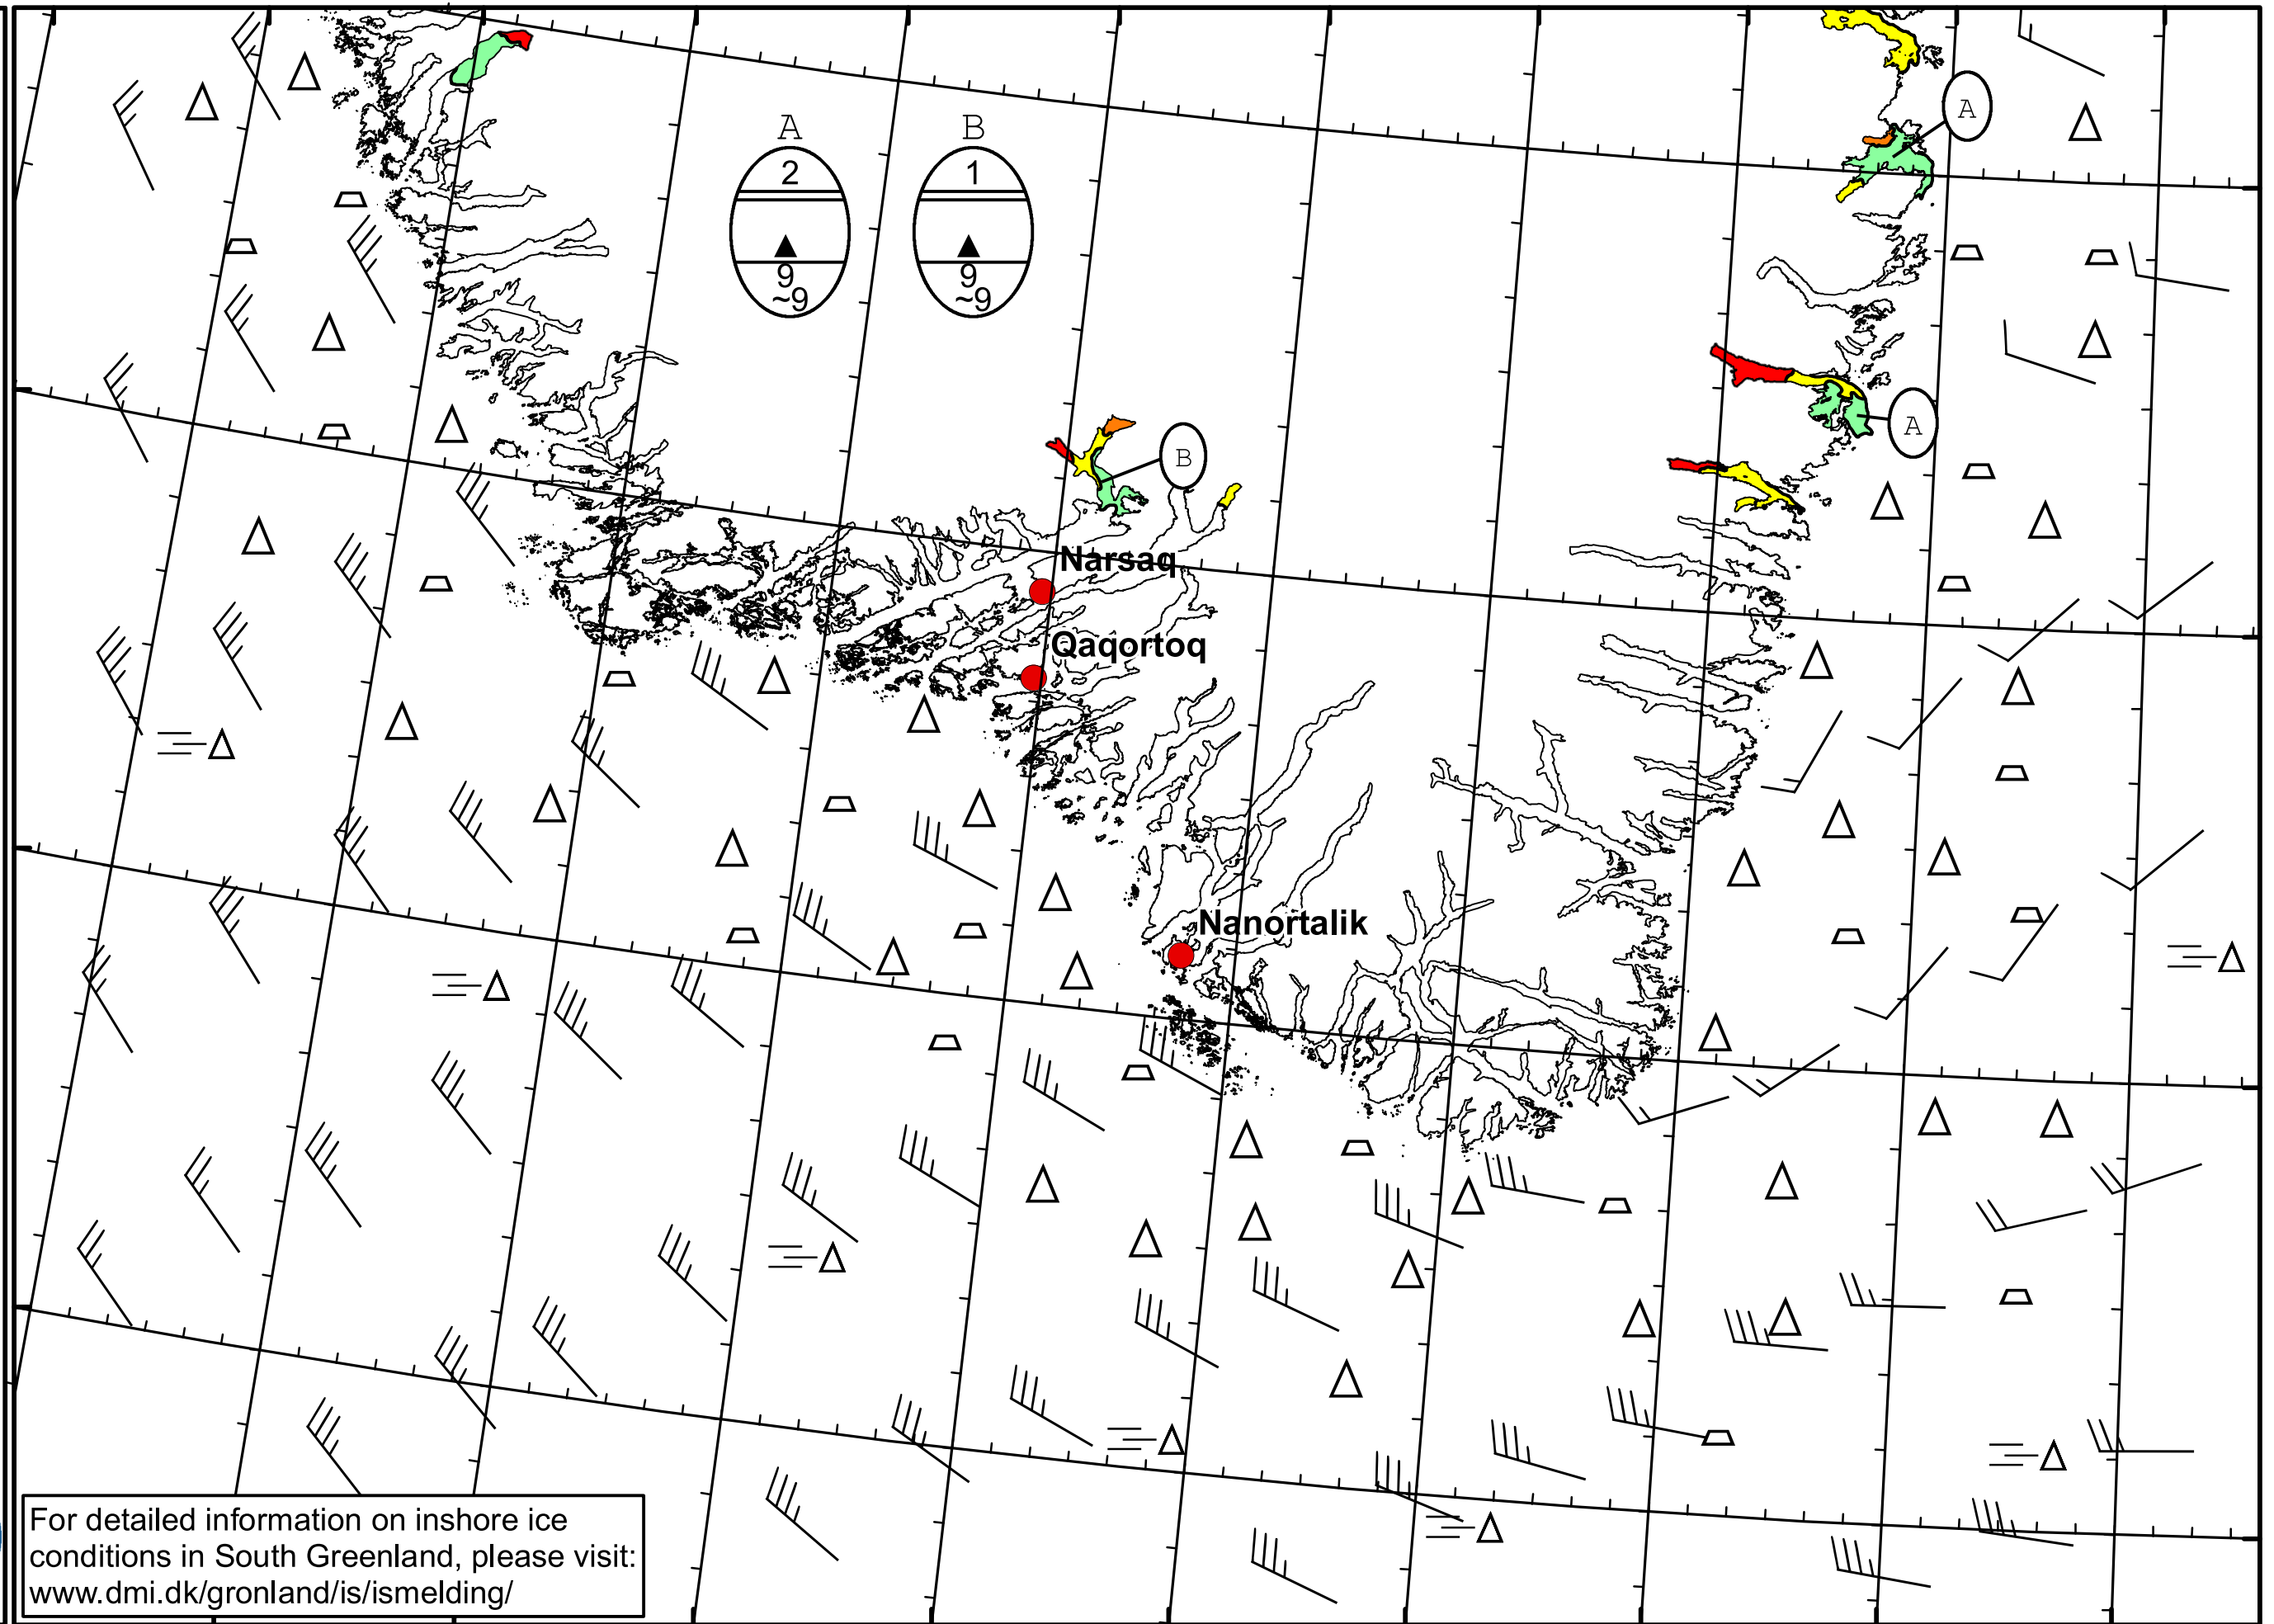 A
A B
2 1
9 9
~9 ~9
A
B
Narsaq
Qaqortoq
Nanortalik
For detailed information on inshore ice
conditions in South Greenland, please visit:
www.dmi.dk/gronland/is/ismelding/